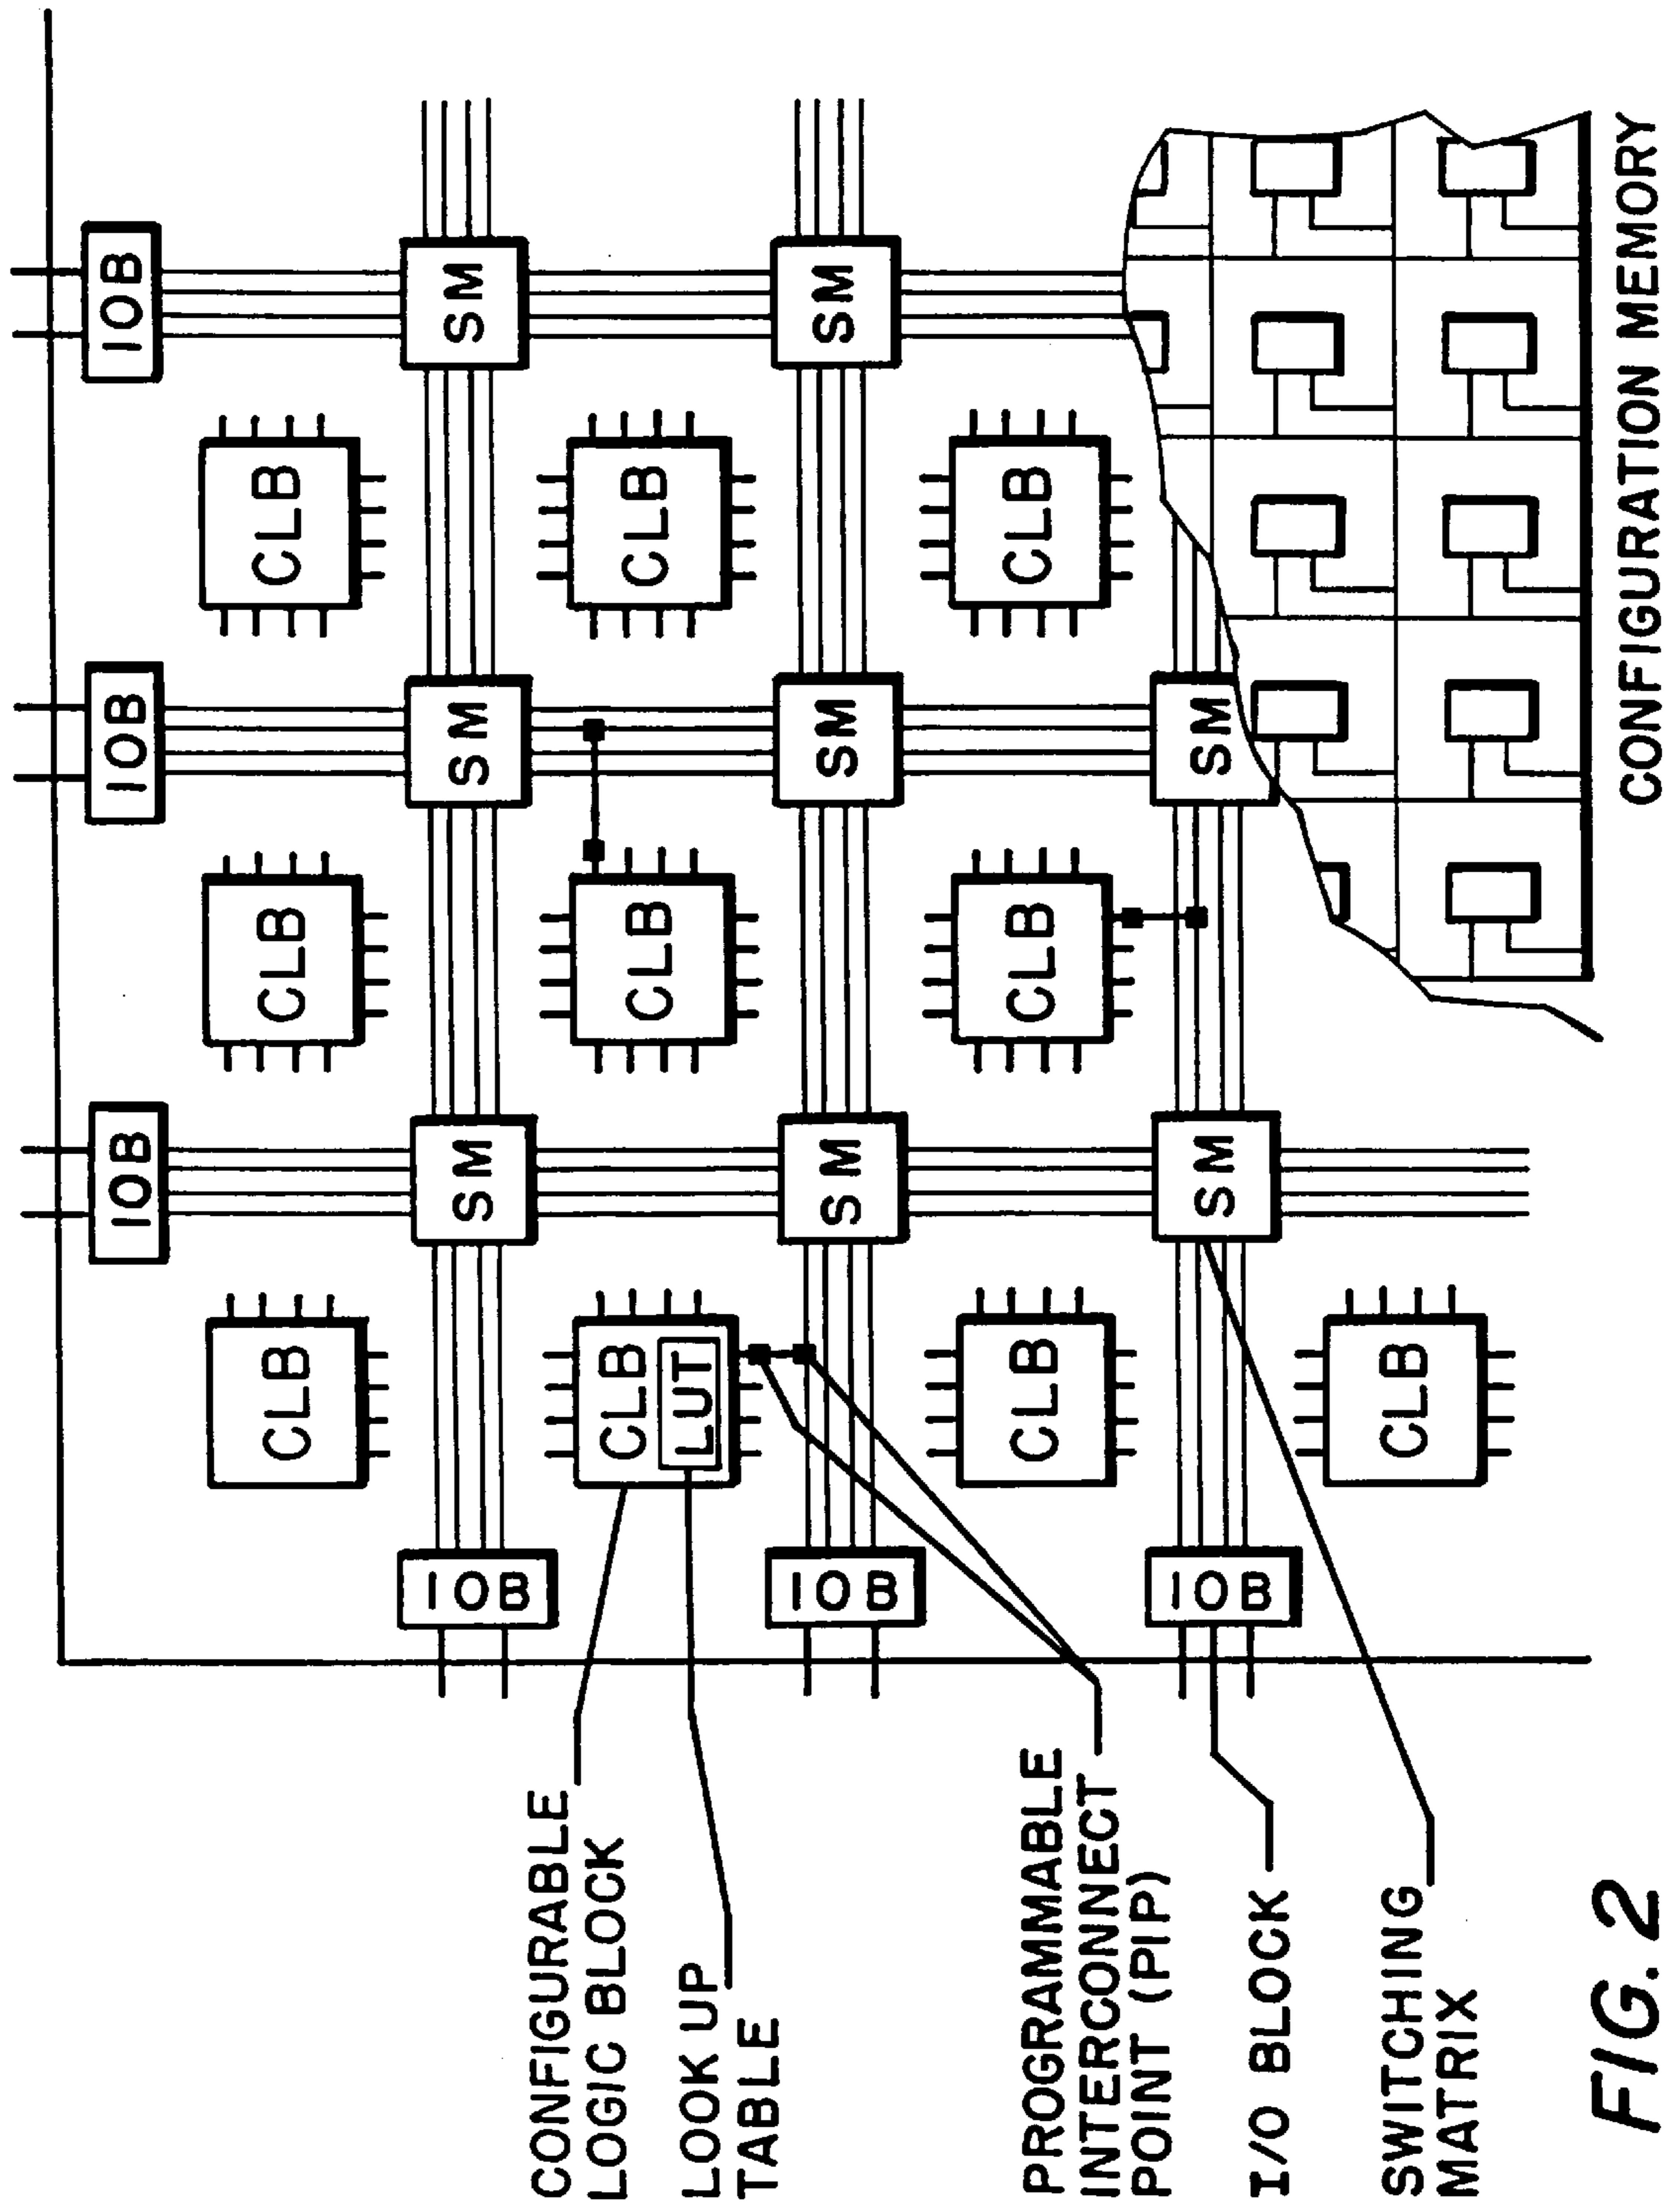 IOB
IOB
IOB
CLB
CLB
CLB
IOB
SM
SM
SM
CONFIGURABLE
LOGIC BLOCK
CLB
CLB
CLB
LUT
LOOK UP
TABLE
IOB
SM
SM
SM
CLB
CLB
CLB
PROGRAMMABLE
INTERCONNECT
POINT (PIP)
IOB
SM
SM
I/O BLOCK
CLB
SWITCHING
MATRIX
CONFIGURATION MEMORY
FIG. 2